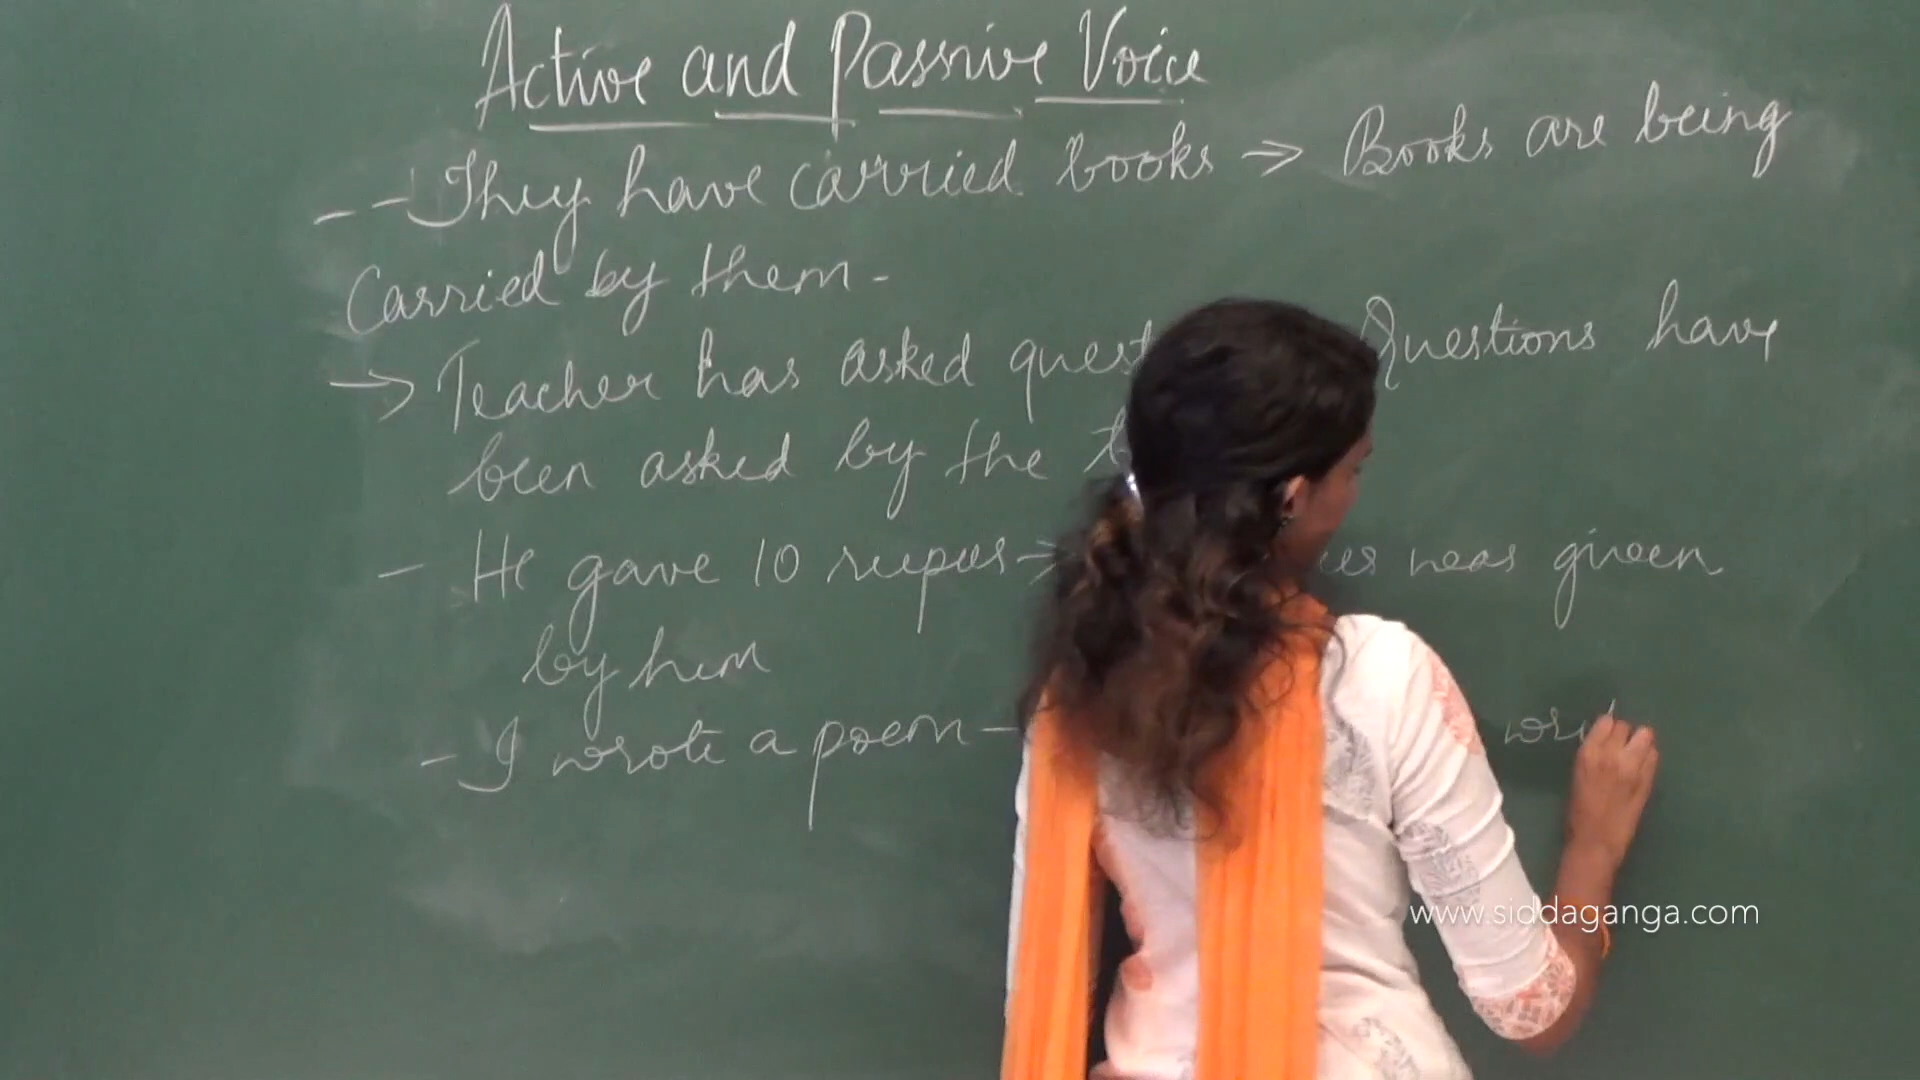 Active and Passive Voice
- - They have carried books → Books are being
Carried by them -
→ Teacher has asked Questions have
been asked by the
- He gave 10 rupees → was given
by him
- I wrote a poem -
www.siddaganga.com